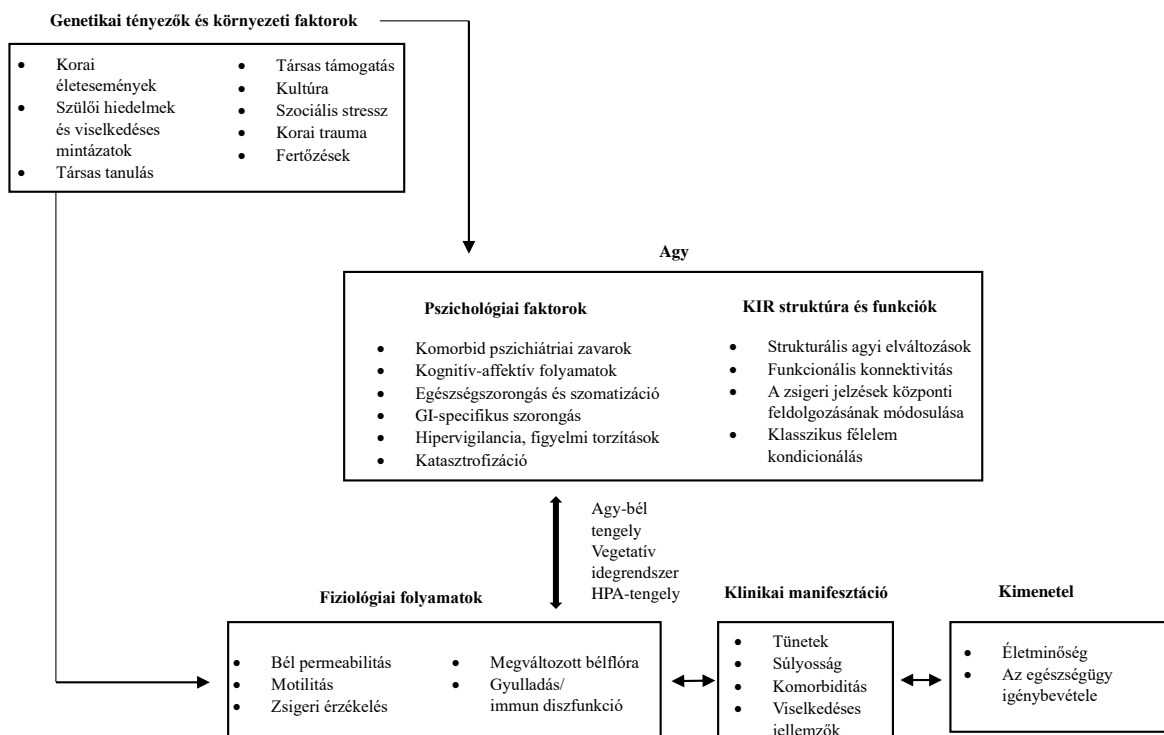 Genetikai tényezők és környezeti faktorok
• Korai
életesemények
• Szülői hiedelmek
és viselkedéses
mintázatok
• Társas tanulás
• Társas támogatás
• Kultúra
• Szociális stressz
• Korai trauma
• Fertőzések
Agy
Pszichológiai faktorok
• Komorbid pszichiátriai zavarok
• Kognitív-affektív folyamatok
• Egészségszorongás és szomatizáció
• GI-specifikus szorongás
• Hipervigilancia, figyelmi torzítások
• Katasztrofizáció
KIR struktúra és funkciók
• Strukturális agyi elváltozások
• Funkcionális konnektivitás
• A zsigeri jelzések központi
feldolgozásának módosulása
• Klasszikus félelem
kondicionálás
Agy-bél
tengely
Vegetatív
idegrendszer
HPA-tengely
Fiziológiai folyamatok
• Bél permeabilitás
• Motilitás
• Zsigeri érzékelés
• Megváltozott bélflóra
• Gyulladás/
immun diszfunkció
Klinikai manifesztáció
• Tünetek
• Súlyosság
• Komorbiditás
• Viselkedéses
jellemzők
Kimenetel
• Életminőség
• Az egészségügy
igénybevétele